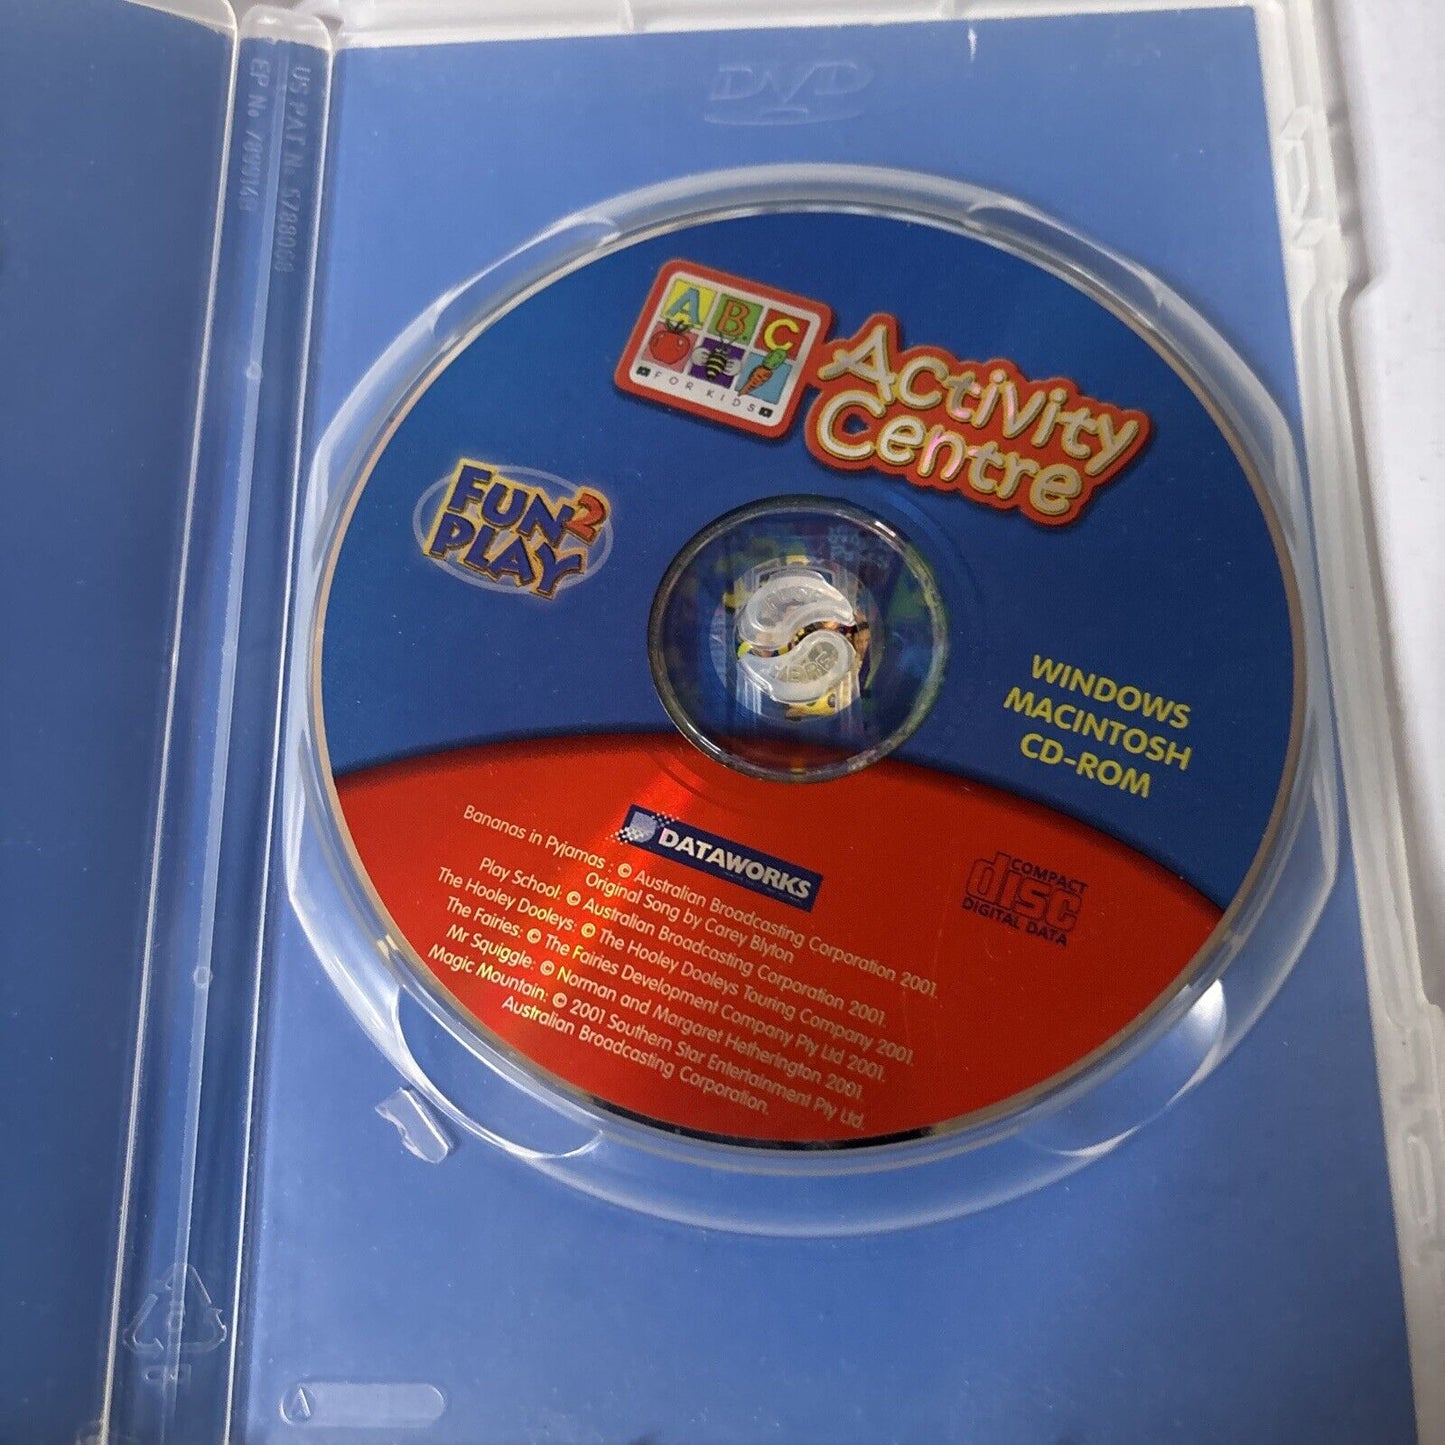 DVD
US PAT No 5788068
EP No 7899149
A B C
FOR KIDS
Activity
Centre
FUN 2
PLAY
WINDOWS
MACINTOSH
CD-ROM
DATAWORKS
COMPACT
disc
DIGITAL DATA
Bananas in Pyjamas : © Australian Broadcasting Corporation 2001.
Original Song by Carey Blyton
Play School: © Australian Broadcasting Corporation 2001.
The Hooley Dooleys: © The Hooley Dooleys Touring Company 2001.
The Fairies: © The Fairies Development Company Pty Ltd 2001.
Mr Squiggle: © Norman and Margaret Hetherington 2001.
Magic Mountain: © 2001 Southern Star Entertainment Pty Ltd.
Australian Broadcasting Corporation.
A